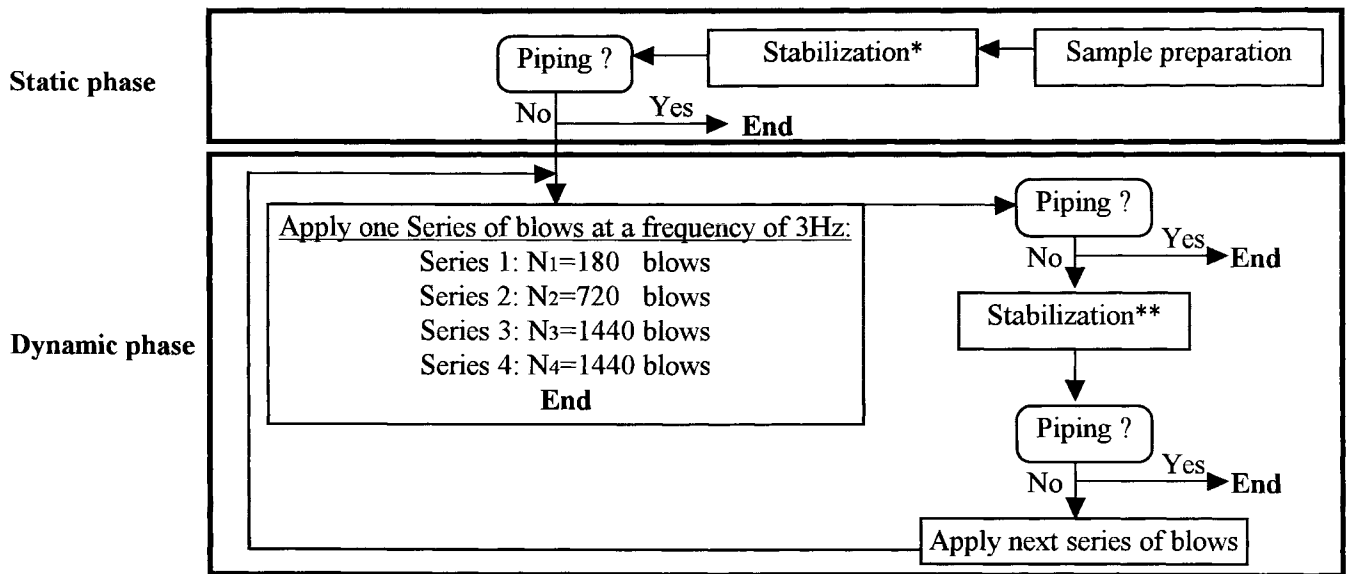 Static phase
Piping ?
Stabilization*
Sample preparation
No
Yes
End
Dynamic phase
Apply one Series of blows at a frequency of 3Hz:
Series 1: N1=180 blows
Series 2: N2=720 blows
Series 3: N3=1440 blows
Series 4: N4=1440 blows
End
Piping ?
No
Yes
End
Stabilization**
Piping ?
No
Yes
End
Apply next series of blows